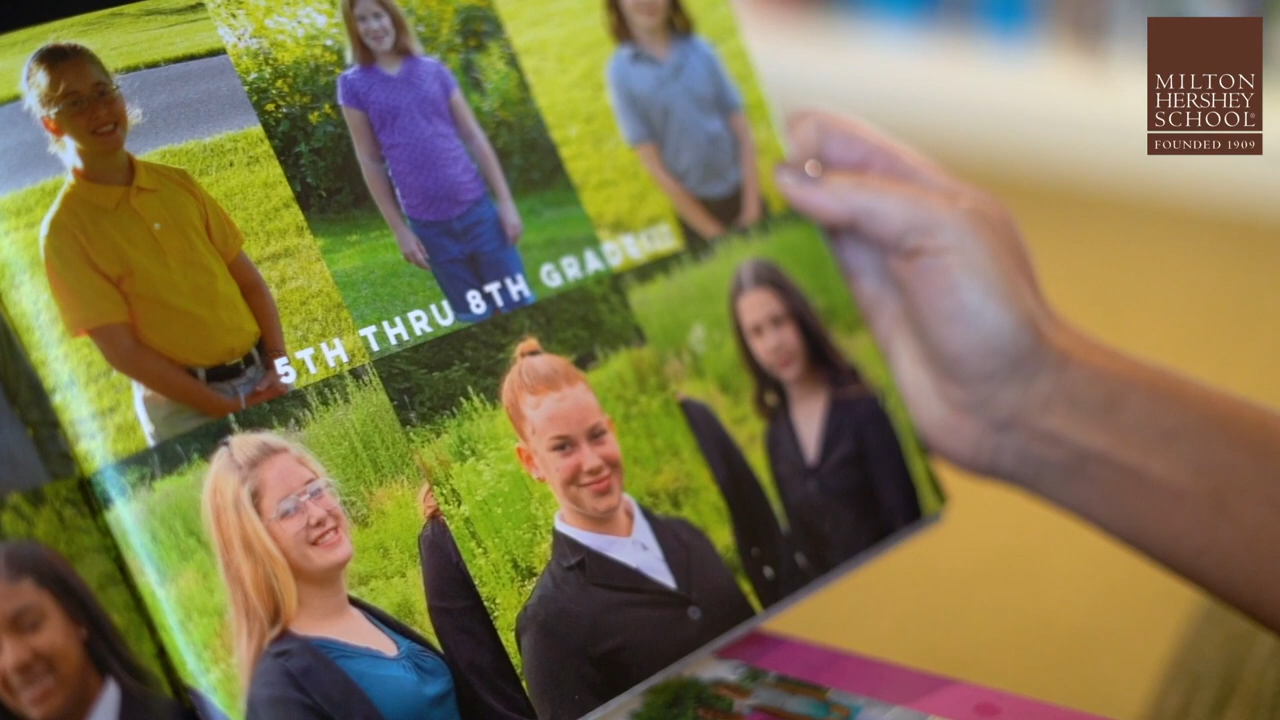 MILTON
HERSHEY
SCHOOL®
FOUNDED 1909
5TH THRU 8TH GRADE